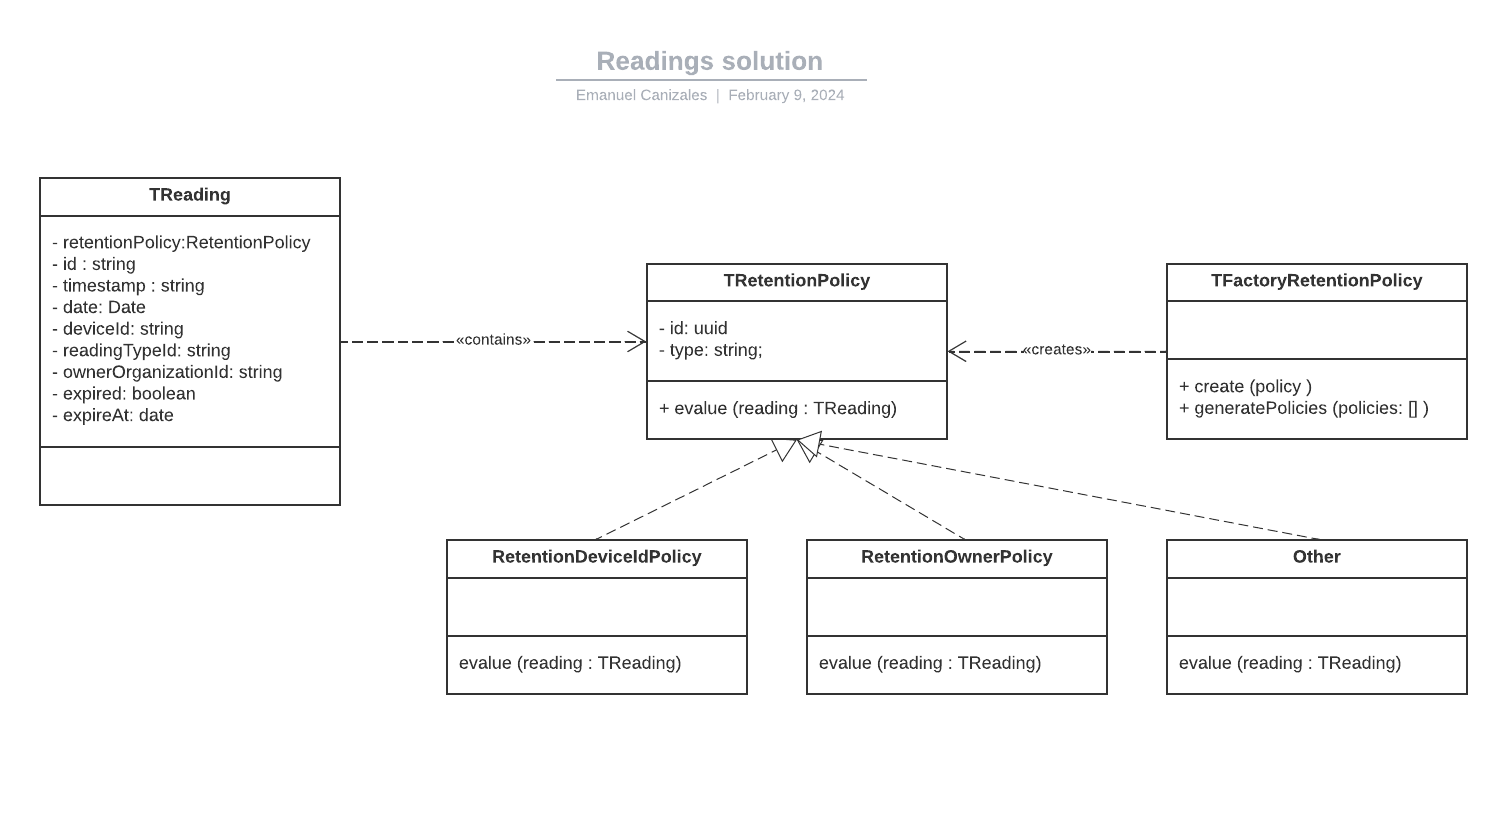 Readings solution
Emanuel Canizales | February 9, 2024
TReading
- retentionPolicy:RetentionPolicy
- id : string
- timestamp : string
- date: Date
- deviceId: string
- readingTypeId: string
- ownerOrganizationId: string
- expired: boolean
- expireAt: date
«contains»
TRetentionPolicy
- id: uuid
- type: string;
+ evalue (reading : TReading)
«creates»
TFactoryRetentionPolicy
+ create (policy )
+ generatePolicies (policies: [] )
RetentionDeviceIdPolicy
evalue (reading : TReading)
RetentionOwnerPolicy
evalue (reading : TReading)
Other
evalue (reading : TReading)